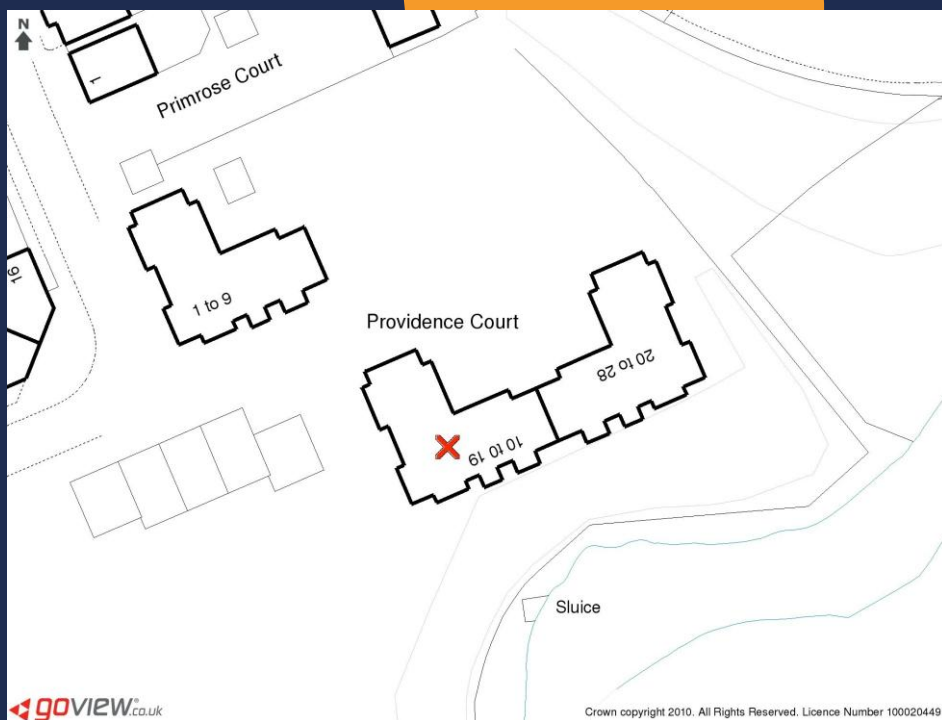 N
1
Primrose Court
16
1 to 9
Providence Court
20 to 28
10 to 19
Sluice
goview.co.uk
Crown copyright 2010. All Rights Reserved. Licence Number 100020449